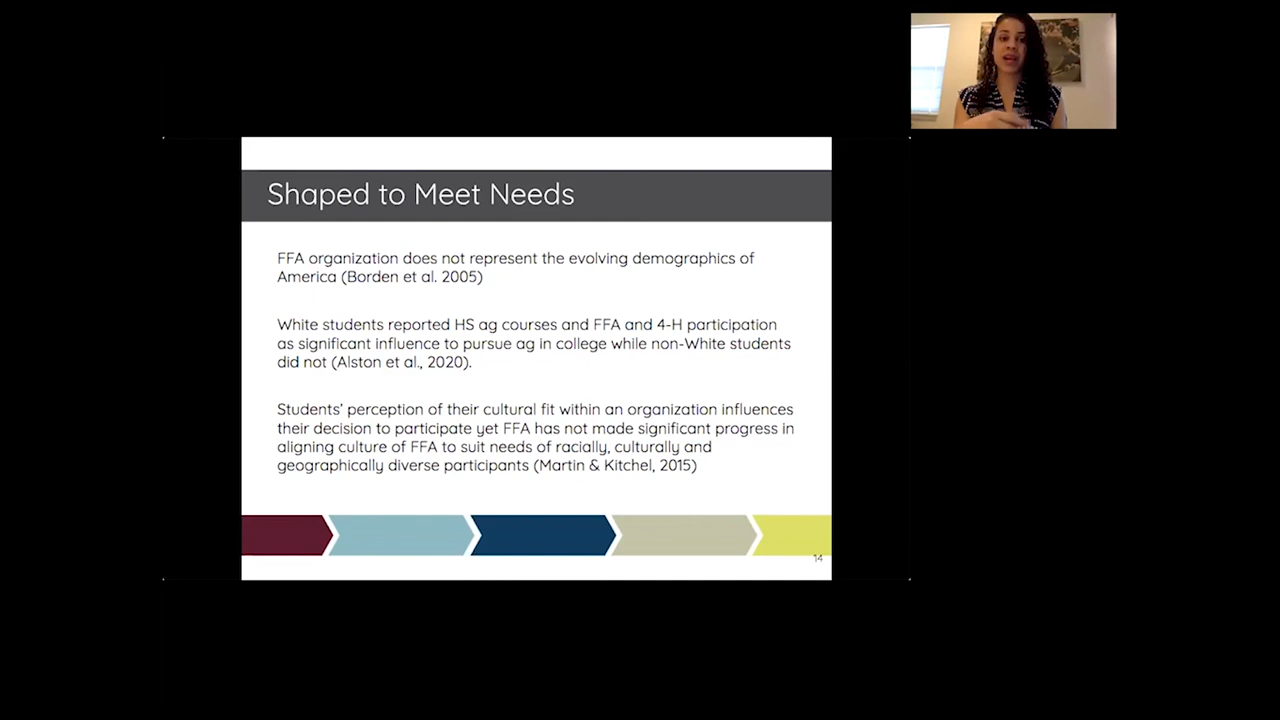 Shaped to Meet Needs
FFA organization does not represent the evolving demographics of
America (Borden et al. 2005)
White students reported HS ag courses and FFA and 4-H participation
as significant influence to pursue ag in college while non-White students
did not (Alston et al., 2020).
Students' perception of their cultural fit within an organization influences
their decision to participate yet FFA has not made significant progress in
aligning culture of FFA to suit needs of racially, culturally and
geographically diverse participants (Martin & Kitchel, 2015)
14